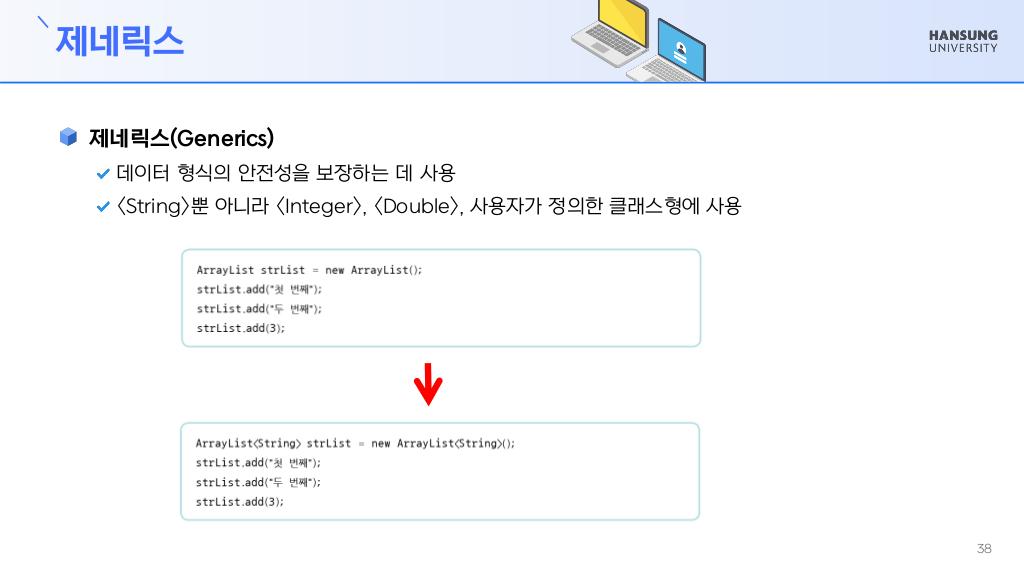 제네릭스
HANSUNG
UNIVERSITY
제네릭스(Generics)
데이터 형식의 안전성을 보장하는 데 사용
<String>뿐 아니라 <Integer>, <Double>, 사용자가 정의한 클래스형에 사용
ArrayList strList = new ArrayList();
strList.add("첫 번째");
strList.add("두 번째");
strList.add(3);
ArrayList<String> strList = new ArrayList<String>();
strList.add("첫 번째");
strList.add("두 번째");
strList.add(3);
38